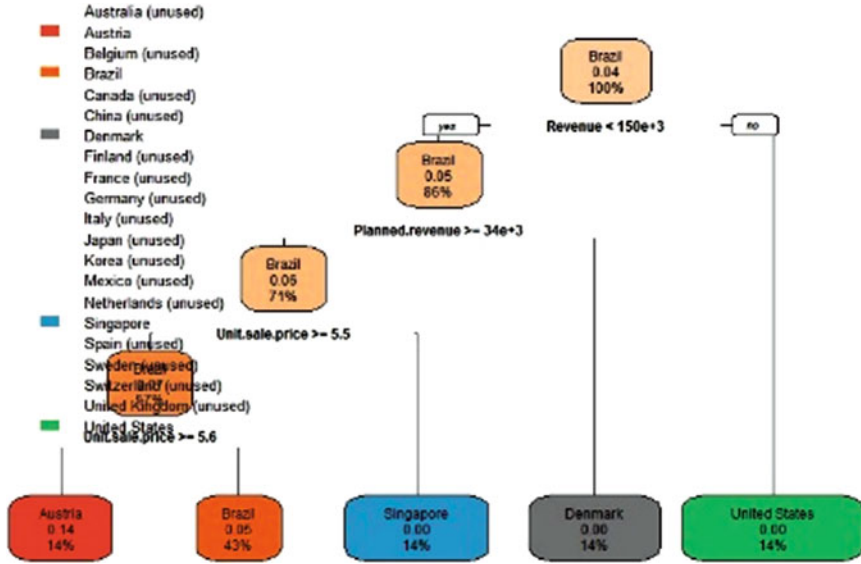 Australia (unused)
Austria
Belgium (unused)
Brazil
Canada (unused)
China (unused)
Denmark
Finland (unused)
France (unused)
Germany (unused)
Italy (unused)
Japan (unused)
Korea (unused)
Mexico (unused)
Netherlands (unused)
Singapore
Spain (unused)
Sweden (unused)
Switzerland (unused)
United Kingdom (unused)
United States
Brazil
0.04
100%
yes
Revenue < 150e+3
no
Brazil
0.05
86%
Planned.revenue >= 34e+3
Brazil
0.06
71%
Unit.sale.price >= 5.5
Brazil
0.07
57%
Unit.sale.price >= 5.6
Austria
0.14
14%
Brazil
0.05
43%
Singapore
0.00
14%
Denmark
0.00
14%
United States
0.00
14%